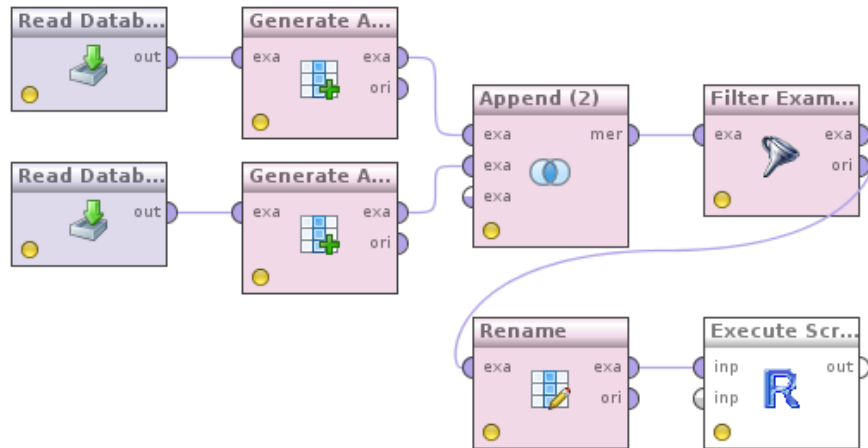 Read Datab...
out
Generate A...
exa
exa
ori
Append (2)
exa
mer
exa
exa
Filter Exam...
exa
exa
ori
Read Datab...
out
Generate A...
exa
exa
ori
Rename
exa
exa
ori
Execute Scr...
inp
out
inp
R